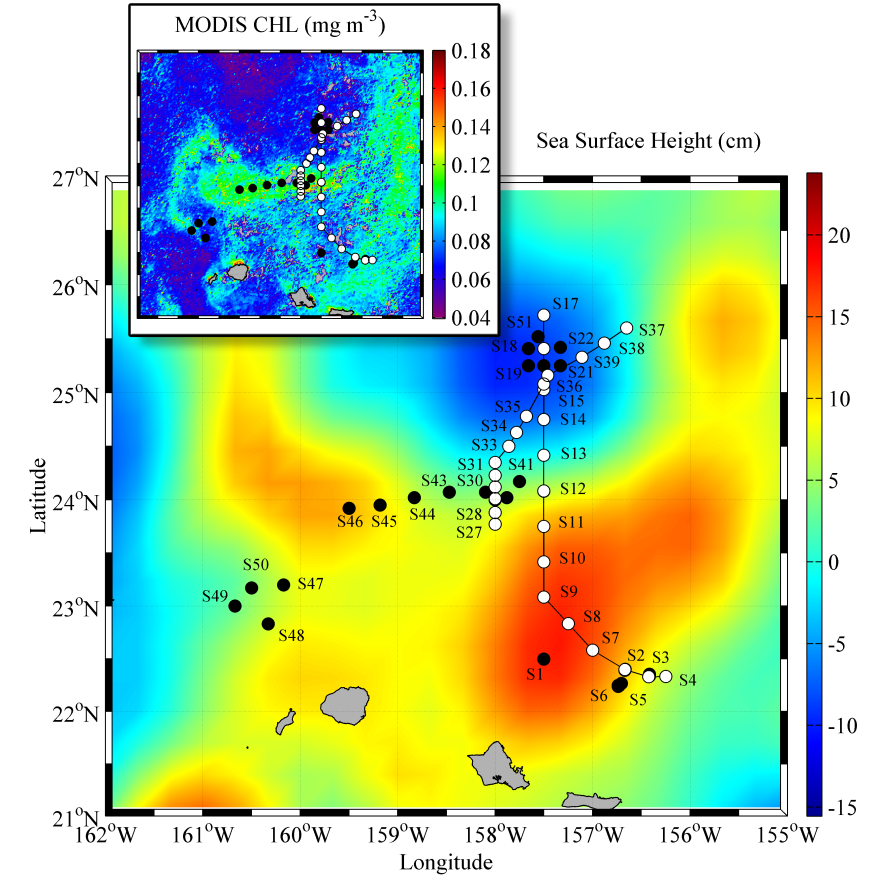 MODIS CHL (mg m-3)
0.18
0.16
0.14
0.12
0.1
0.08
0.06
0.04
Sea Surface Height (cm)
20
15
10
5
0
-5
-10
-15
27°N
26°N
25°N
24°N
23°N
22°N
21°N
Latitude
S17
S51
S22
S37
S18
S38
S39
S19
S21
S36
S15
S35
S14
S34
S33
S13
S31
S43
S30
S41
S12
S46
S45
S44
S28
S27
S11
S10
S50
S47
S49
S9
S48
S8
S7
S2
S3
S1
S4
S6
S5
162°W
161°W
160°W
159°W
158°W
157°W
156°W
155°W
Longitude